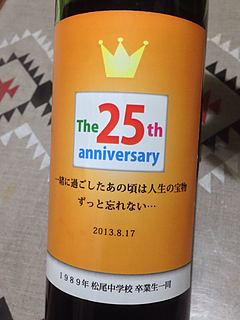 The 25th
anniversary
一緒に過ごしたあの頃は人生の宝物
ずっと忘れない…
2013.8.17
1989年 松尾中学校 卒業生一同